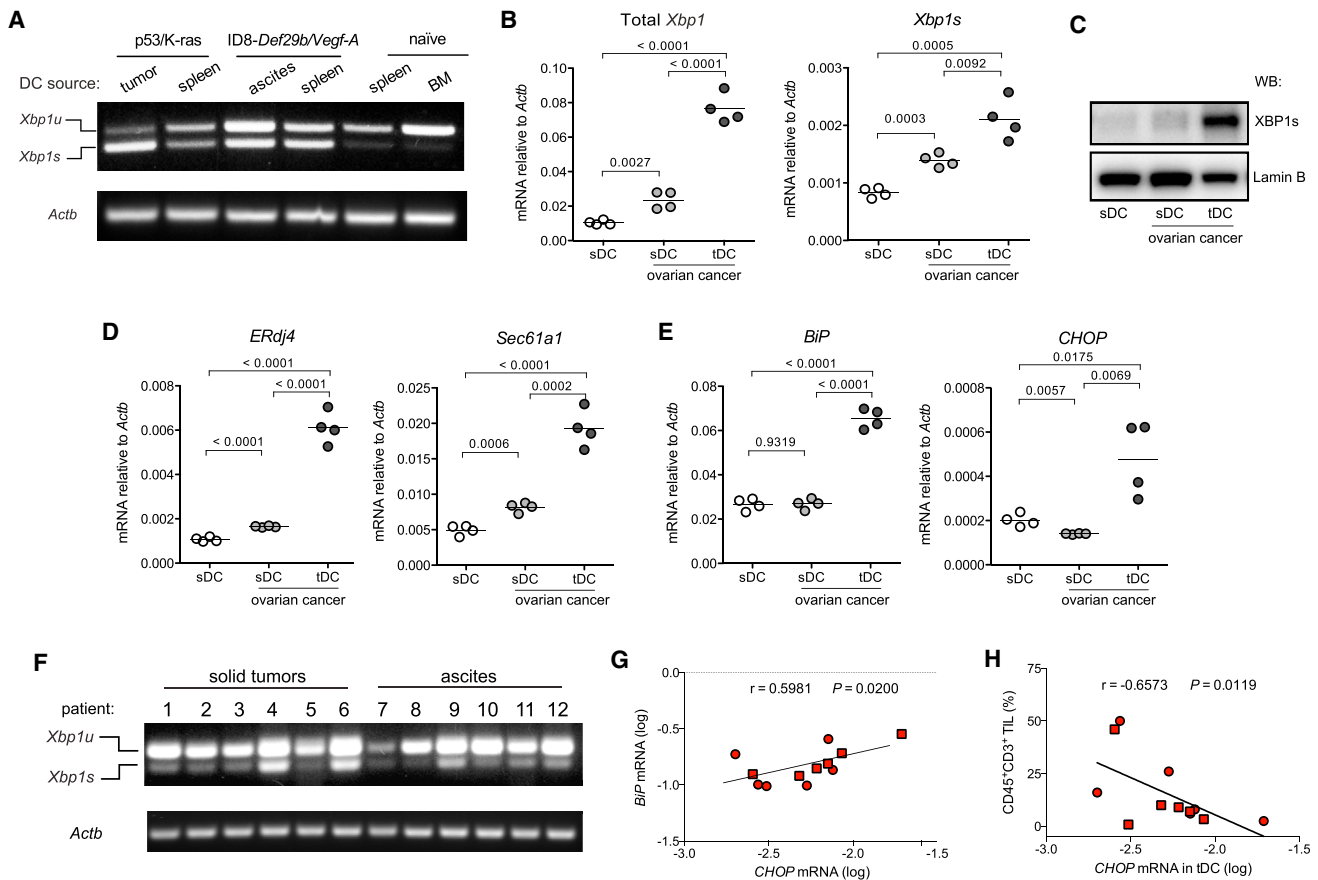 A
p53/K-ras
ID8-Def29b/Vegf-A
naïve
DC source:
tumor
spleen
ascites
spleen
spleen
BM
Xbp1u
Xbp1s
Actb
B
Total Xbp1
< 0.0001
< 0.0001
0.0027
mRNA relative to Actb
0.10
0.08
0.06
0.04
0.02
0.00
sDC
sDC
tDC
ovarian cancer
Xbp1s
0.0005
0.0092
0.0003
mRNA relative to Actb
0.003
0.002
0.001
0.000
sDC
sDC
tDC
ovarian cancer
C
WB:
XBP1s
Lamin B
sDC
sDC
tDC
ovarian cancer
D
ERdj4
< 0.0001
< 0.0001
< 0.0001
mRNA relative to Actb
0.008
0.006
0.004
0.002
0.000
sDC
sDC
tDC
ovarian cancer
Sec61a1
< 0.0001
0.0002
0.0006
mRNA relative to Actb
0.025
0.020
0.015
0.010
0.005
0.000
sDC
sDC
tDC
ovarian cancer
E
BiP
< 0.0001
< 0.0001
0.9319
mRNA relative to Actb
0.08
0.06
0.04
0.02
0.00
sDC
sDC
tDC
ovarian cancer
CHOP
0.0175
0.0069
0.0057
mRNA relative to Actb
0.0008
0.0006
0.0004
0.0002
0.0000
sDC
sDC
tDC
ovarian cancer
F
solid tumors
ascites
patient:
1 2 3 4 5 6 7 8 9 10 11 12
Xbp1u
Xbp1s
Actb
G
r = 0.5981 P = 0.0200
BiP mRNA (log)
0.0
-0.5
-1.0
-1.5
-3.0 -2.5 -2.0 -1.5
CHOP mRNA (log)
H
r = -0.6573 P = 0.0119
CD45⁺CD3⁺ TIL (%)
75
50
25
0
-3.0 -2.5 -2.0 -1.5
CHOP mRNA in tDC (log)